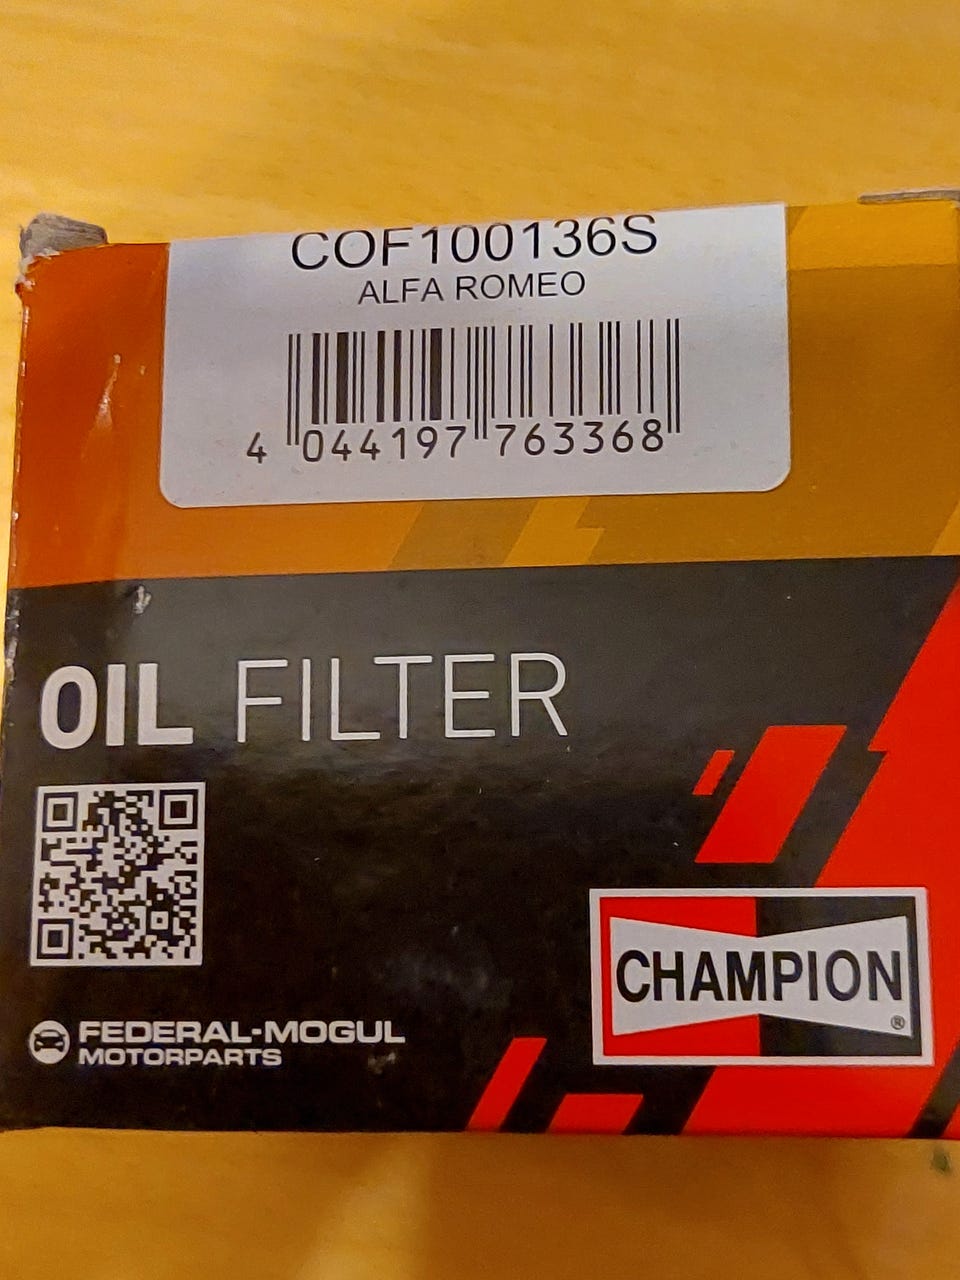 COF100136S
ALFA ROMEO
4 044197 763368
OIL FILTER
CHAMPION
®
FEDERAL-MOGUL
MOTORPARTS